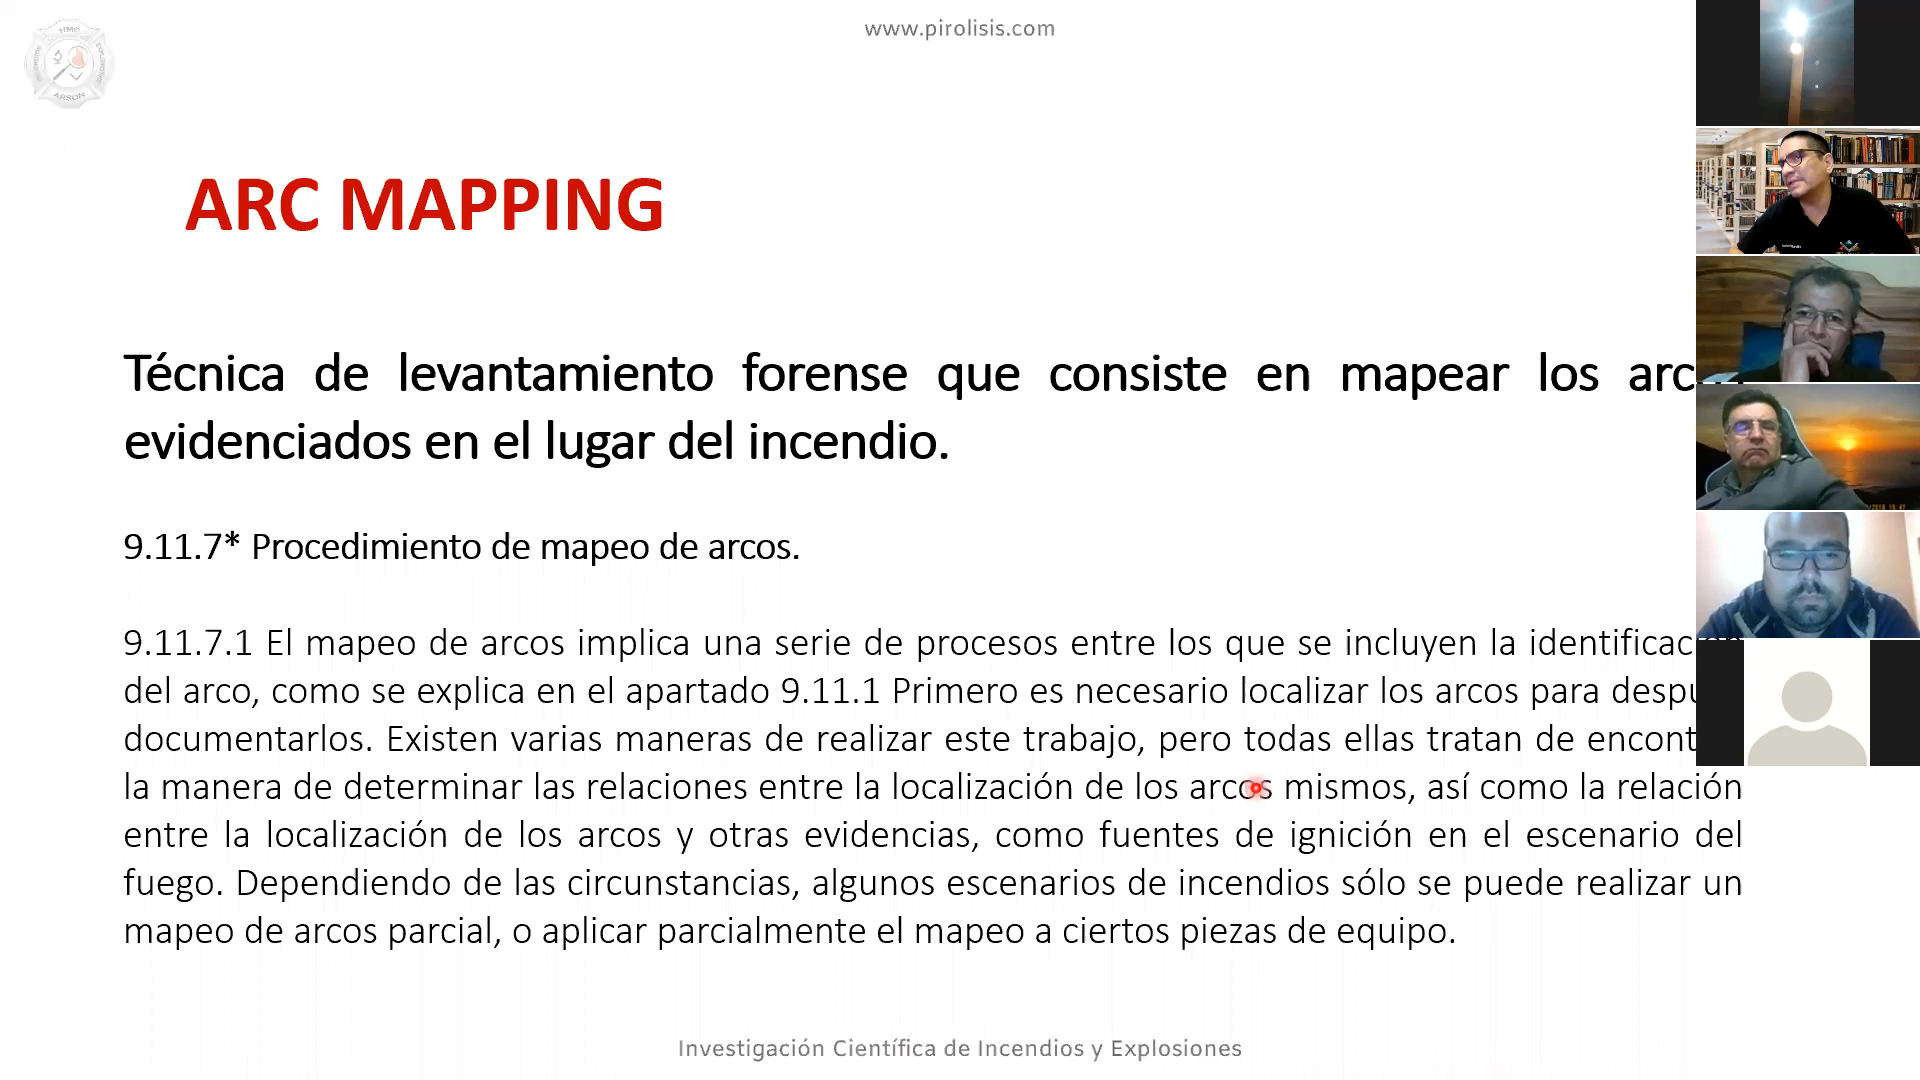 www.pirolisis.com
HMC
ARSON
ARC MAPPING
Técnica de levantamiento forense que consiste en mapear los
evidenciados en el lugar del incendio.
9.11.7* Procedimiento de mapeo de arcos.
9.11.7.1 El mapeo de arcos implica una serie de procesos entre los que se incluyen la identificación
del arco, como se explica en el apartado 9.11.1 Primero es necesario localizar los arcos para
documentarlos. Existen varias maneras de realizar este trabajo, pero todas ellas tratan de
la manera de determinar las relaciones entre la localización de los arcos mismos, así como la relación
entre la localización de los arcos y otras evidencias, como fuentes de ignición en el escenario del
fuego. Dependiendo de las circunstancias, algunos escenarios de incendios sólo se puede realizar un
mapeo de arcos parcial, o aplicar parcialmente el mapeo a ciertos piezas de equipo.
Investigación Científica de Incendios y Explosiones